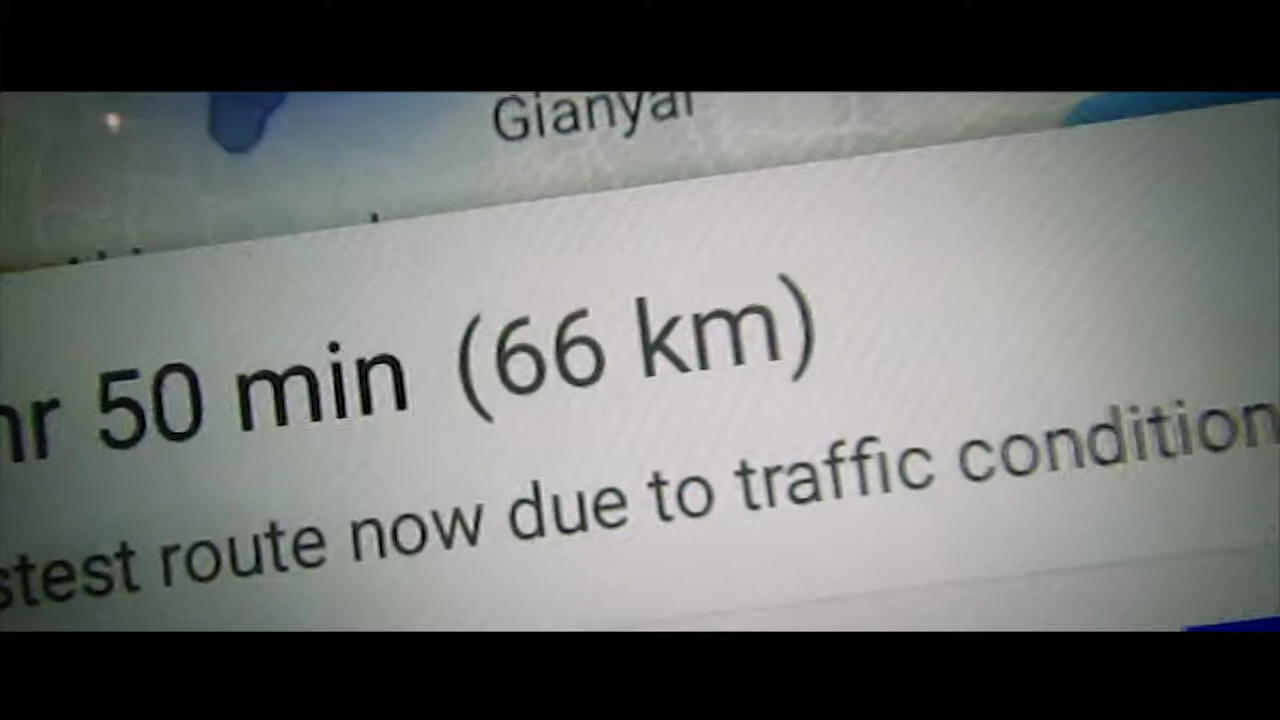 Gianyar
hr 50 min (66 km)
stest route now due to traffic condition